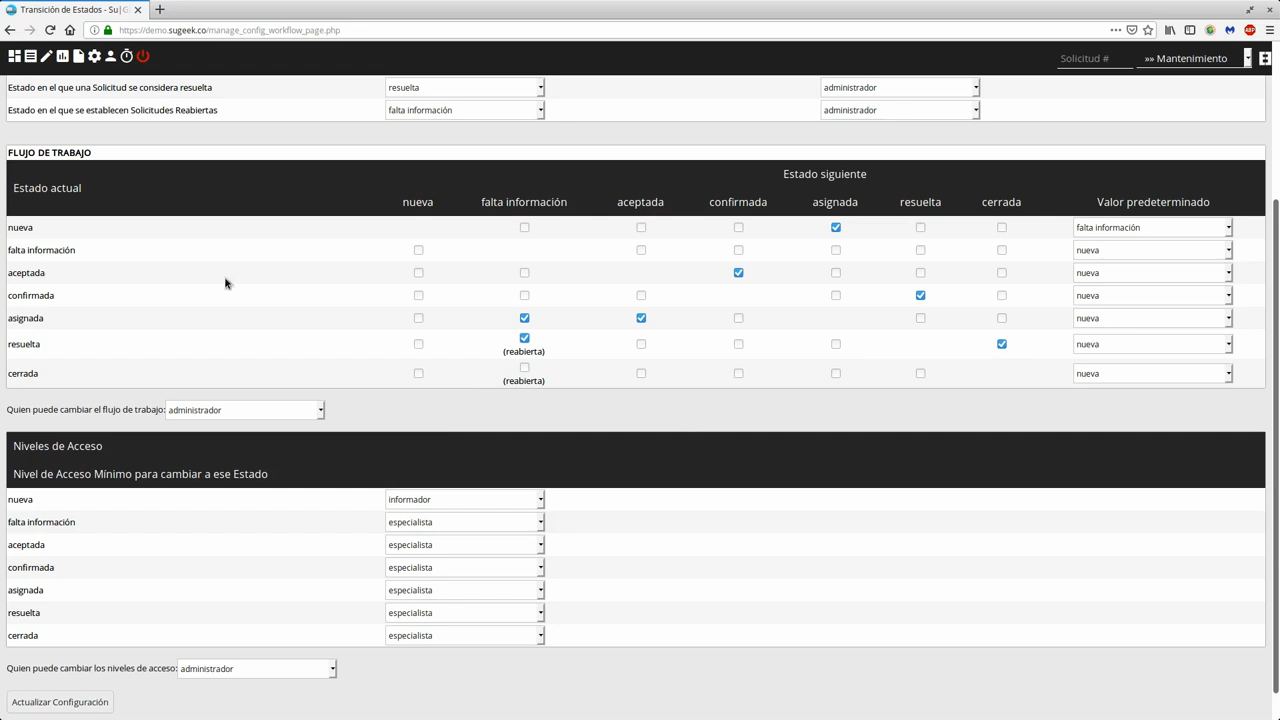 Transición de Estados - Su|G
https://demo.sugeek.co/manage_config_workflow_page.php
ABP
Solicitud #
»» Mantenimiento
Estado en el que una Solicitud se considera resuelta resuelta administrador
Estado en el que se establecen Solicitudes Reabiertas falta información administrador
FLUJO DE TRABAJO
Estado actual
Estado siguiente
nueva falta información aceptada confirmada asignada resuelta cerrada Valor predeterminado
nueva falta información
falta información nueva
aceptada nueva
confirmada nueva
asignada nueva
resuelta (reabierta) nueva
cerrada (reabierta) nueva
Quien puede cambiar el flujo de trabajo: administrador
Niveles de Acceso
Nivel de Acceso Mínimo para cambiar a ese Estado
nueva informador
falta información especialista
aceptada especialista
confirmada especialista
asignada especialista
resuelta especialista
cerrada especialista
Quien puede cambiar los niveles de acceso: administrador
Actualizar Configuración